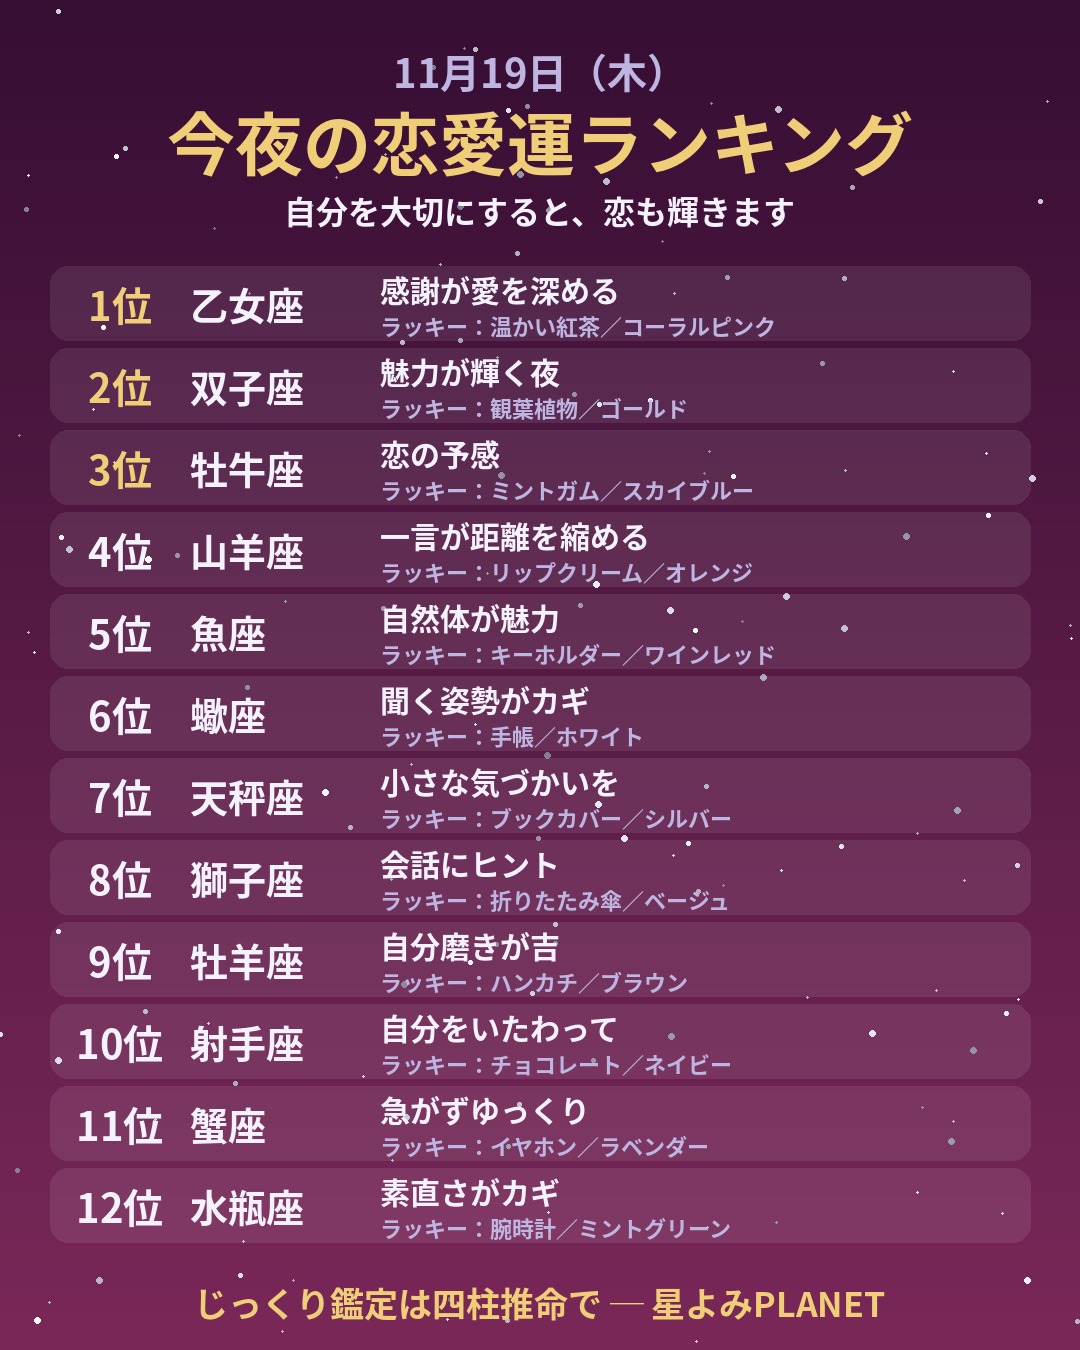 11月19日（木）
今夜の恋愛運ランキング
自分を大切にすると、恋も輝きます
1位 乙女座 感謝が愛を深める
ラッキー：温かい紅茶／コーラルピンク
2位 双子座 魅力が輝く夜
ラッキー：観葉植物／ゴールド
3位 牡牛座 恋の予感
ラッキー：ミントガム／スカイブルー
4位 山羊座 一言が距離を縮める
ラッキー：リップクリーム／オレンジ
5位 魚座 自然体が魅力
ラッキー：キーホルダー／ワインレッド
6位 蠍座 聞く姿勢がカギ
ラッキー：手帳／ホワイト
7位 天秤座 小さな気づかいを
ラッキー：ブックカバー／シルバー
8位 獅子座 会話にヒント
ラッキー：折りたたみ傘／ベージュ
9位 牡羊座 自分磨きが吉
ラッキー：ハンカチ／ブラウン
10位 射手座 自分をいたわって
ラッキー：チョコレート／ネイビー
11位 蟹座 急がずゆっくり
ラッキー：イヤホン／ラベンダー
12位 水瓶座 素直さがカギ
ラッキー：腕時計／ミントグリーン
じっくり鑑定は四柱推命で ─ 星よみPLANET